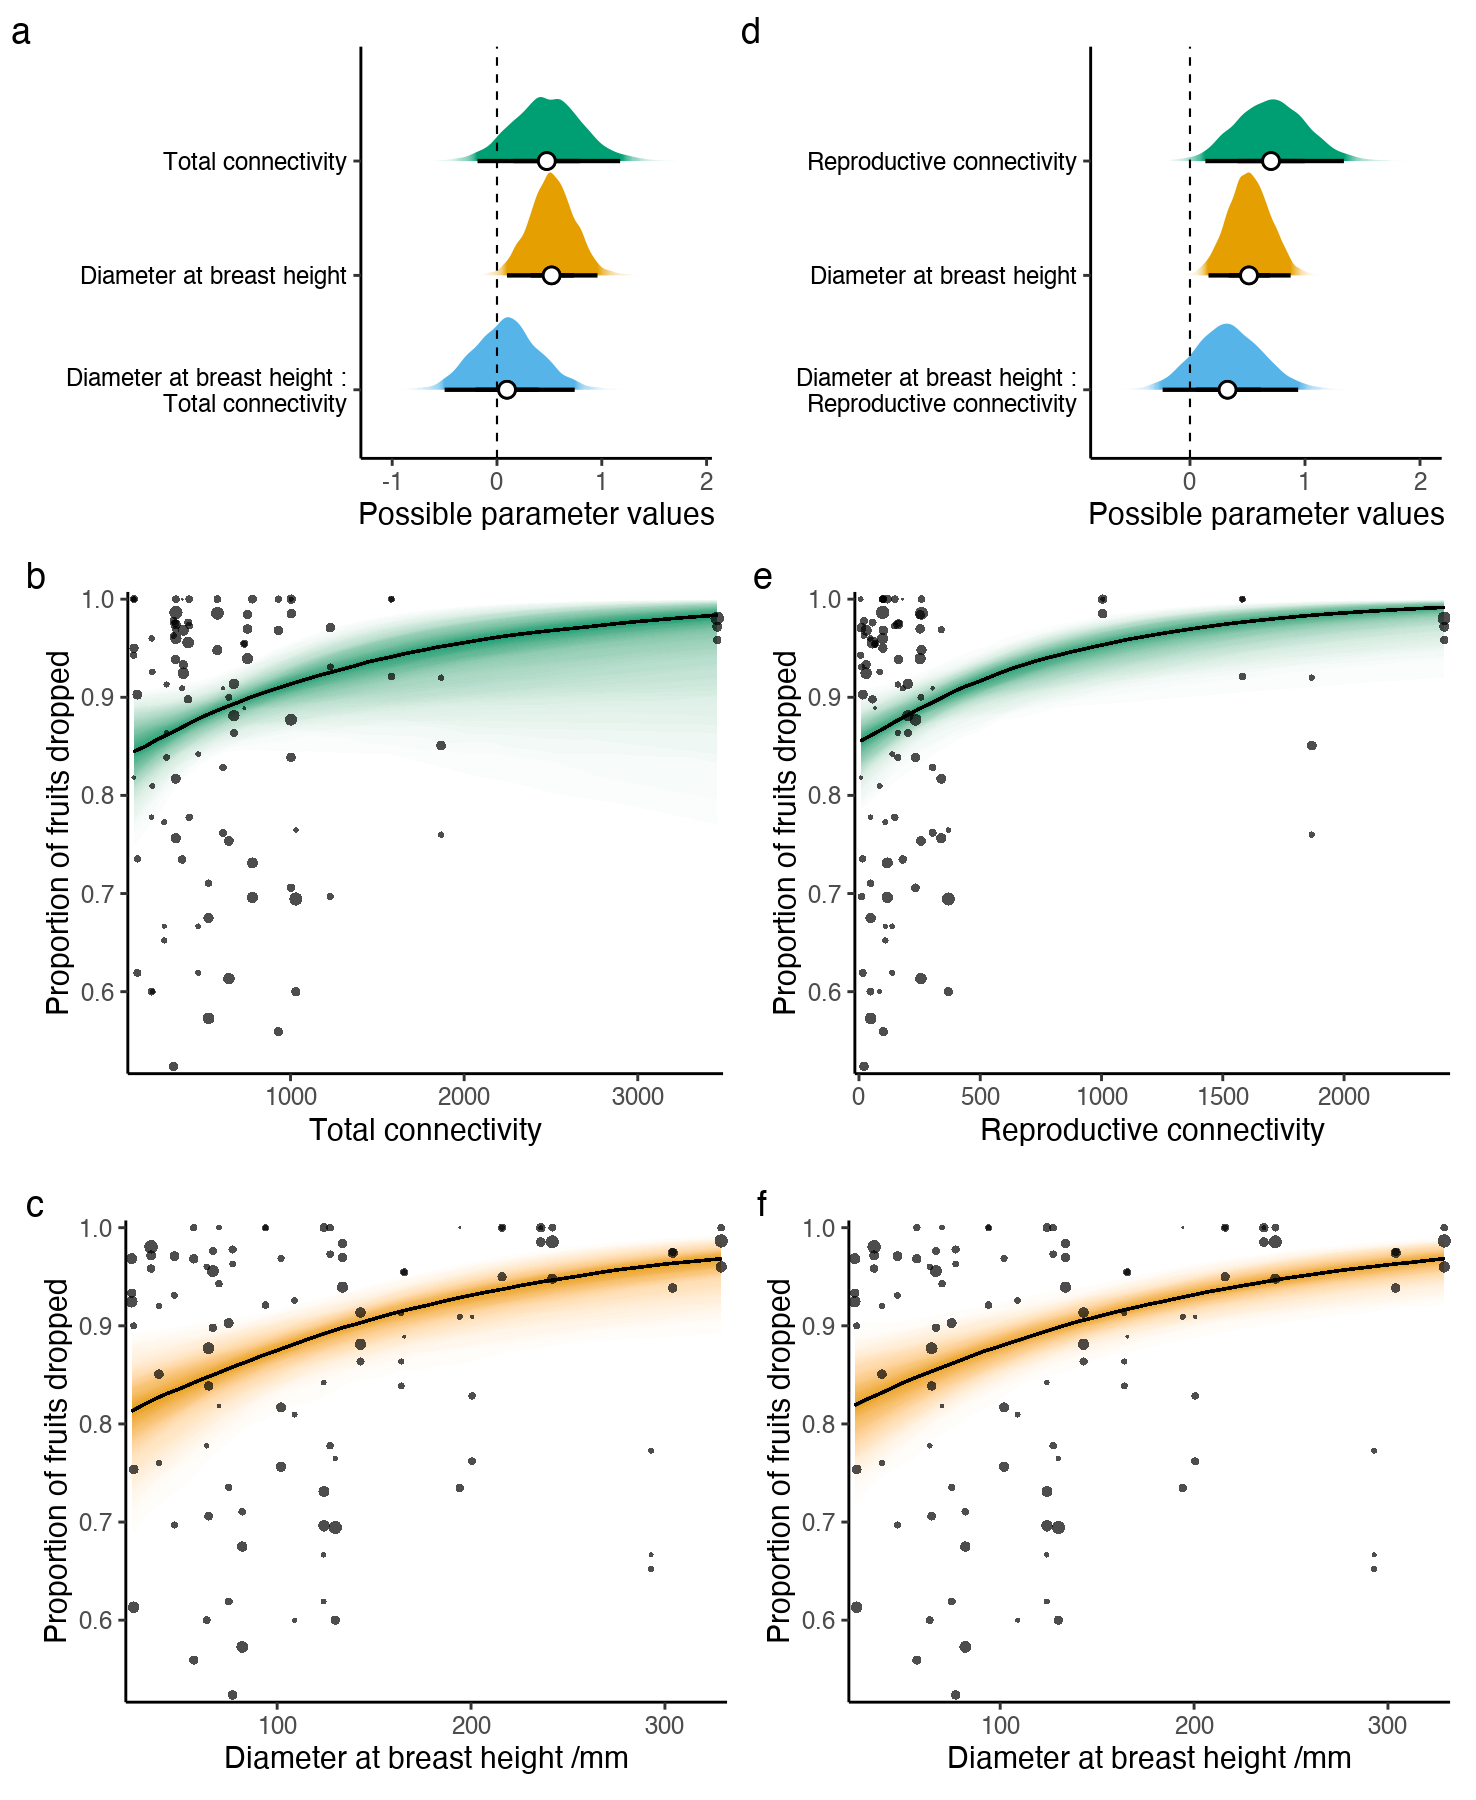 a
Total connectivity
Diameter at breast height
Diameter at breast height :
Total connectivity
-1 0 1 2
Possible parameter values
d
Reproductive connectivity
Diameter at breast height
Diameter at breast height :
Reproductive connectivity
0 1 2
Possible parameter values
b
Proportion of fruits dropped
1.0
0.9
0.8
0.7
0.6
1000 2000 3000
Total connectivity
e
Proportion of fruits dropped
1.0
0.9
0.8
0.7
0.6
0 500 1000 1500 2000
Reproductive connectivity
c
Proportion of fruits dropped
1.0
0.9
0.8
0.7
0.6
100 200 300
Diameter at breast height /mm
f
Proportion of fruits dropped
1.0
0.9
0.8
0.7
0.6
100 200 300
Diameter at breast height /mm